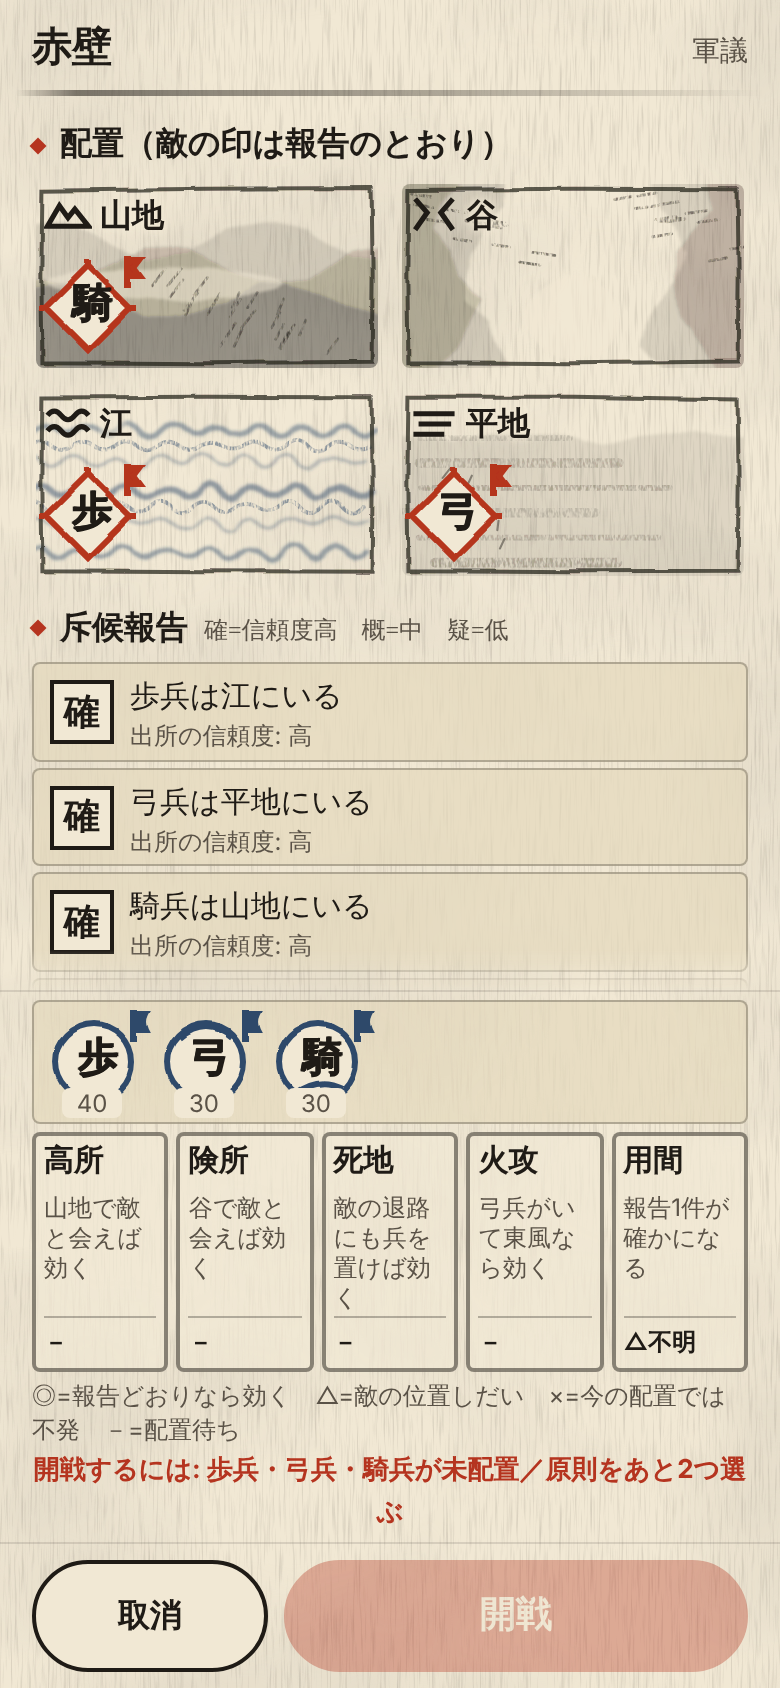 赤壁
軍議
配置（敵の印は報告のとおり）
山地
騎
谷
江
歩
平地
弓
斥候報告 確=信頼度高 概=中 疑=低
確
歩兵は江にいる
出所の信頼度: 高
確
弓兵は平地にいる
出所の信頼度: 高
確
騎兵は山地にいる
出所の信頼度: 高
歩
40
弓
30
騎
30
高所
山地で敵
と会えば
効く
－
険所
谷で敵と
会えば効
く
－
死地
敵の退路
にも兵を
置けば効
く
－
火攻
弓兵がい
て東風な
ら効く
－
用間
報告1件が
確かにな
る
△不明
◎=報告どおりなら効く △=敵の位置しだい ×=今の配置では
不発 －=配置待ち
開戦するには: 歩兵・弓兵・騎兵が未配置／原則をあと2つ選
ぶ
取消
開戦